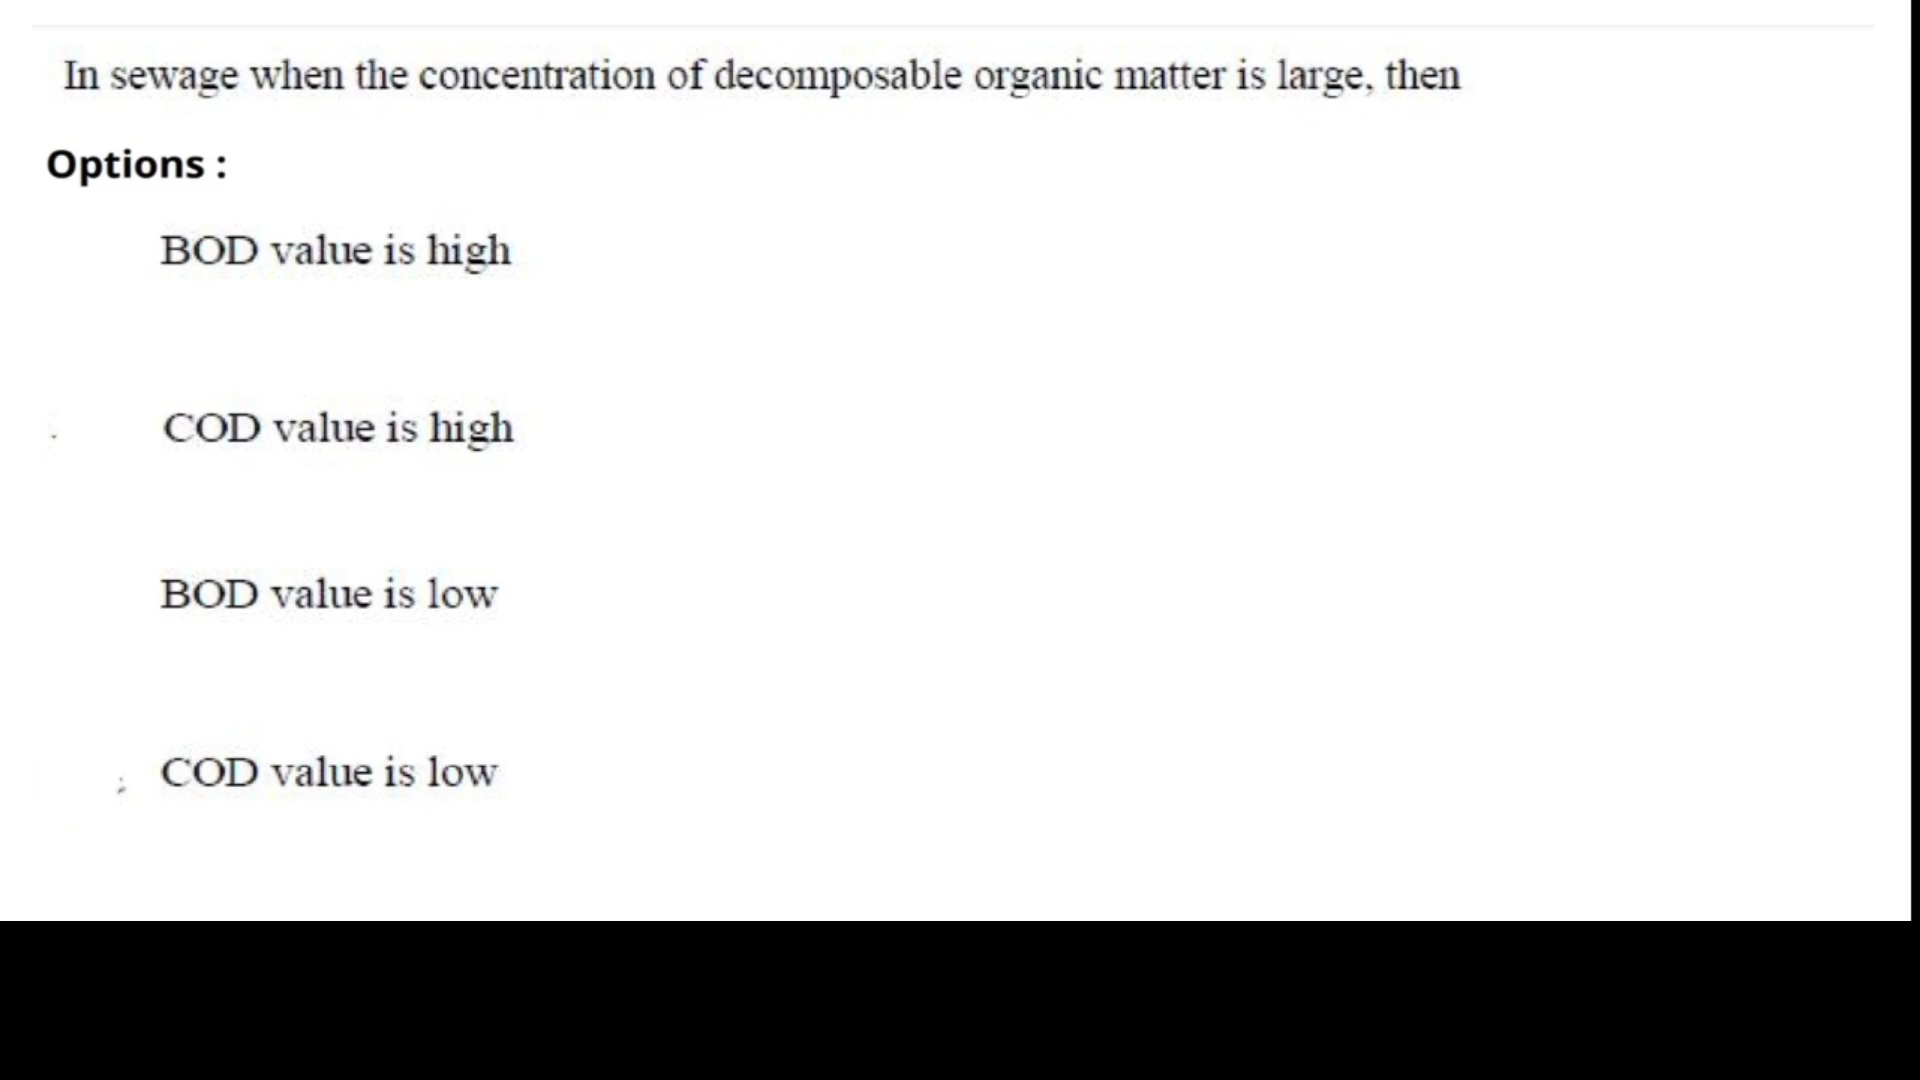 In sewage when the concentration of decomposable organic matter is large, then
Options :
BOD value is high
COD value is high
BOD value is low
COD value is low